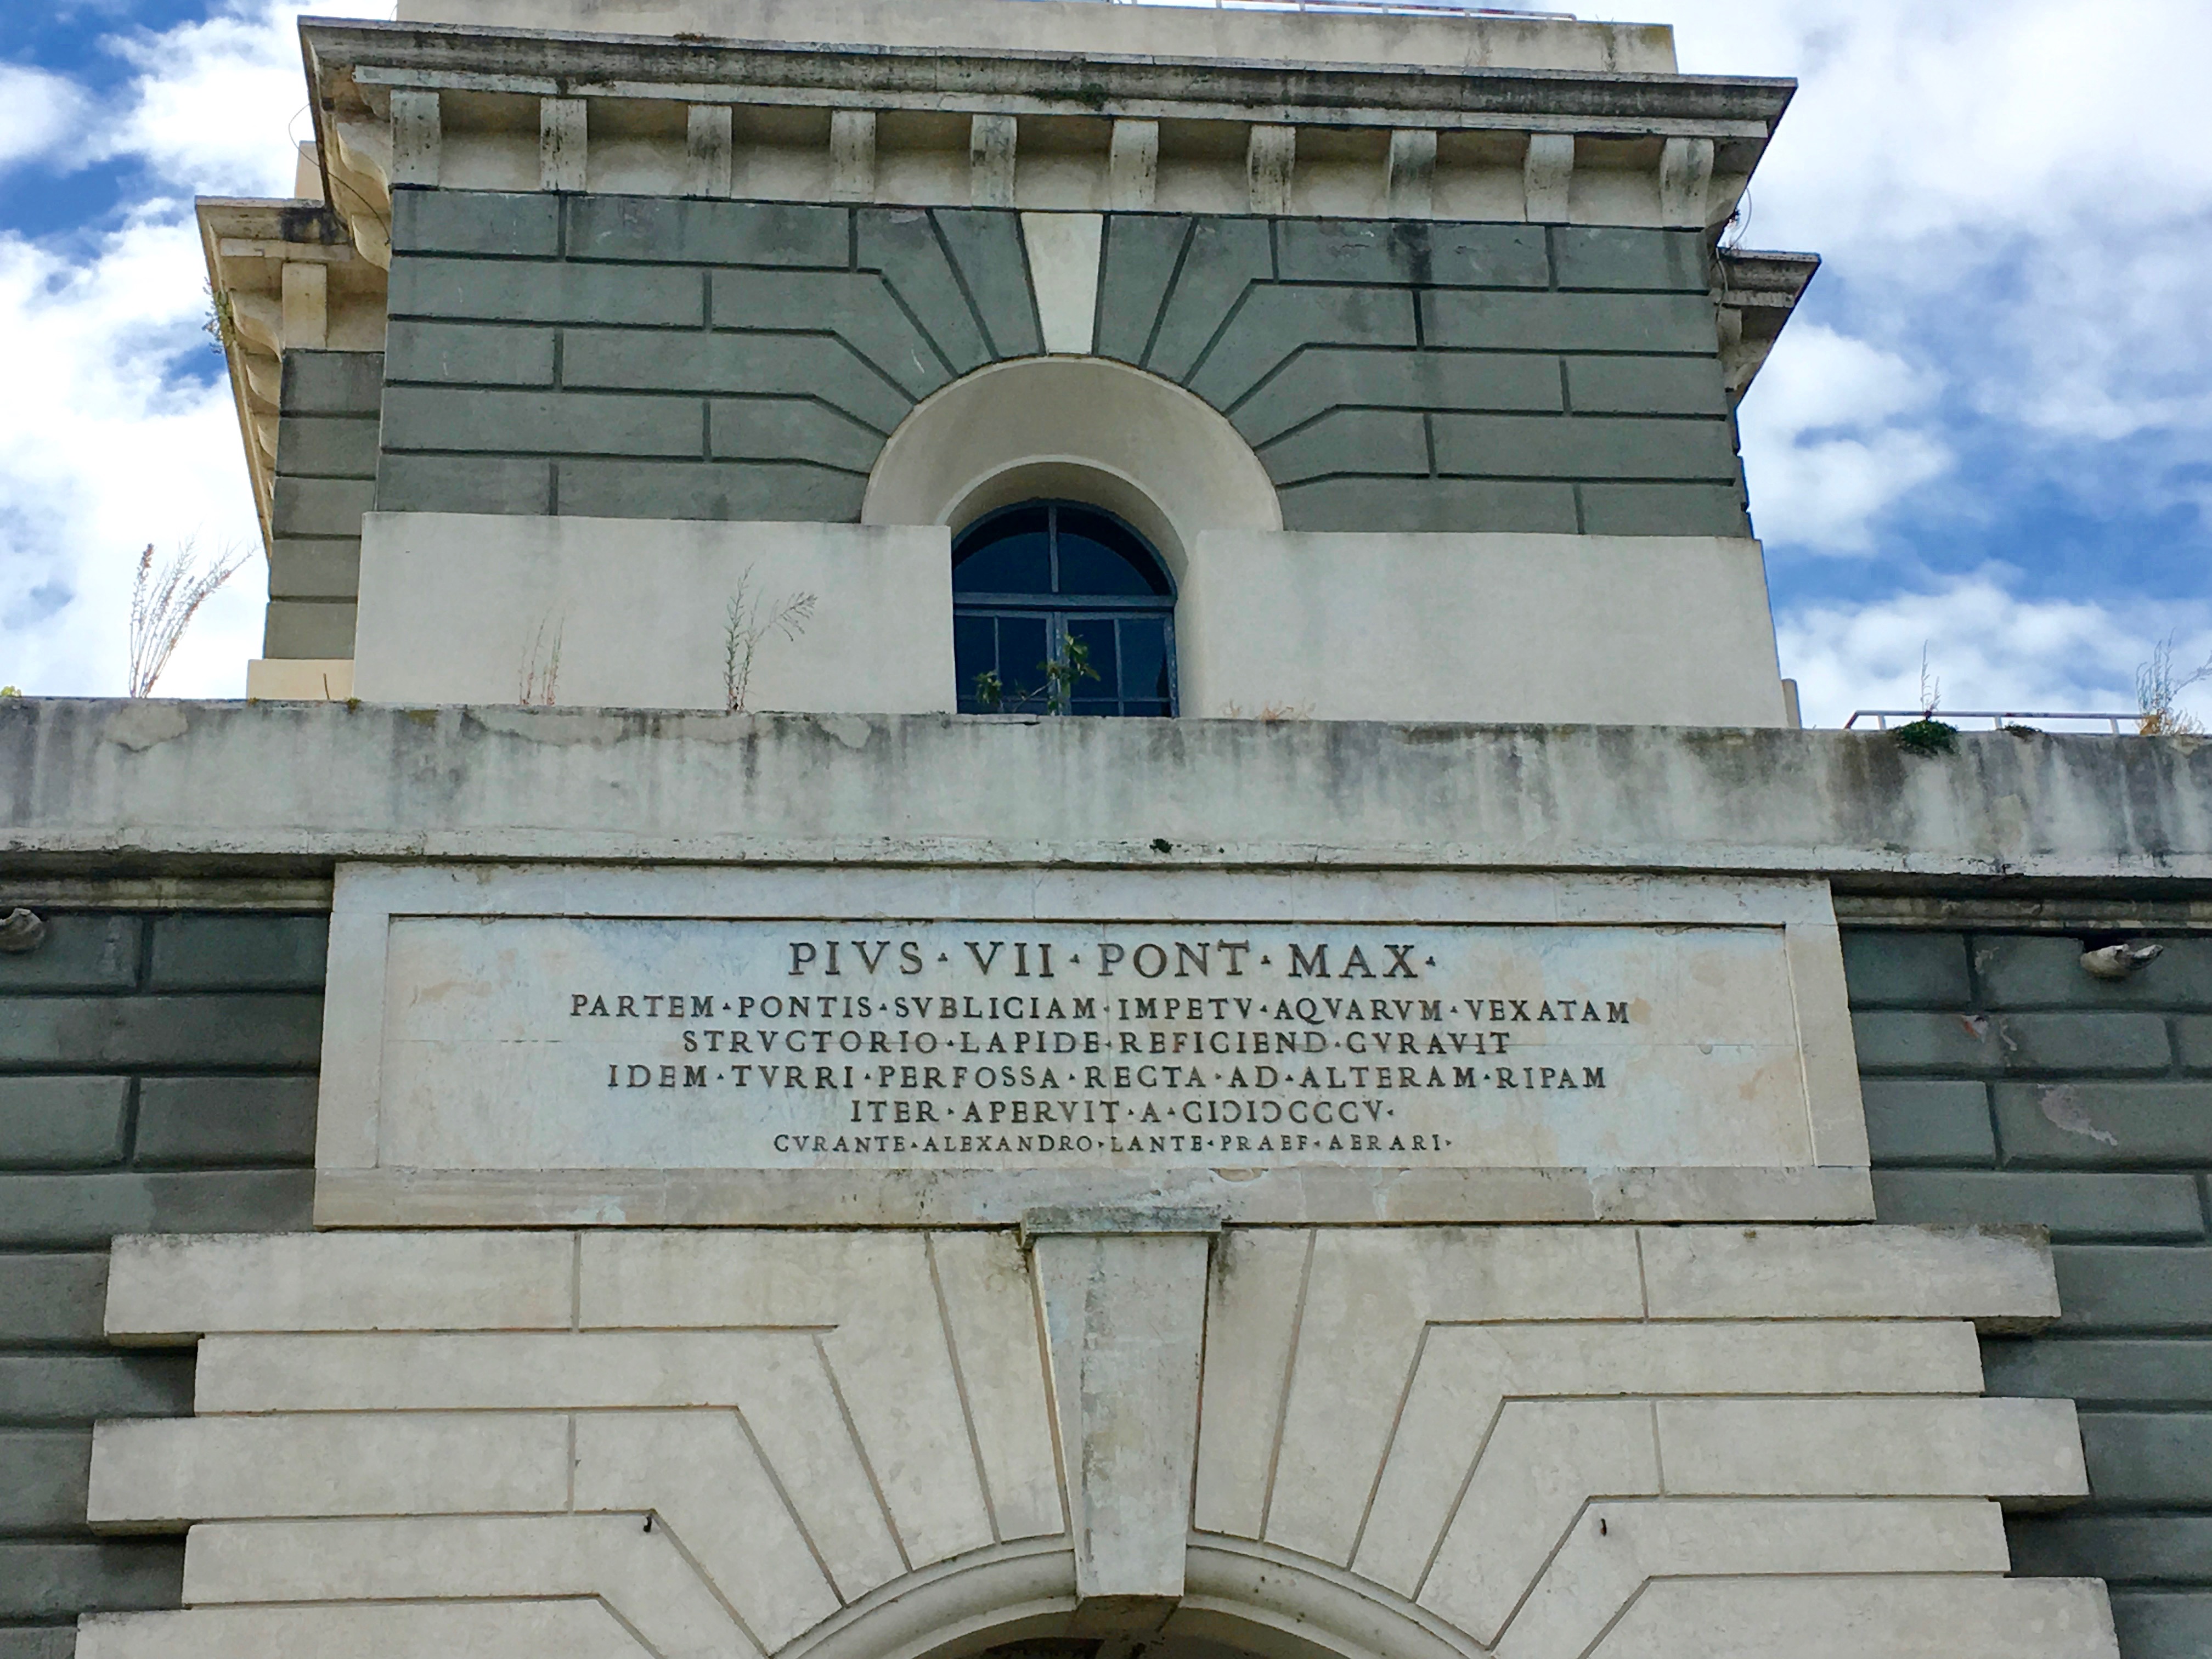 PIVS · VII · PONT · MAX ·
PARTEM · PONTIS · SVBLICIAM · IMPETV · AQVARVM · VEXATAM
STRVCTORIO · LAPIDE · REFICIEND · CVRAVIT
IDEM · TVRRI · PERFOSSA · RECTA · AD · ALTERAM · RIPAM
ITER · APERVIT · A · CIƆIƆCCCV ·
CVRANTE · ALEXANDRO · LANTE · PRAEF · AERARI ·